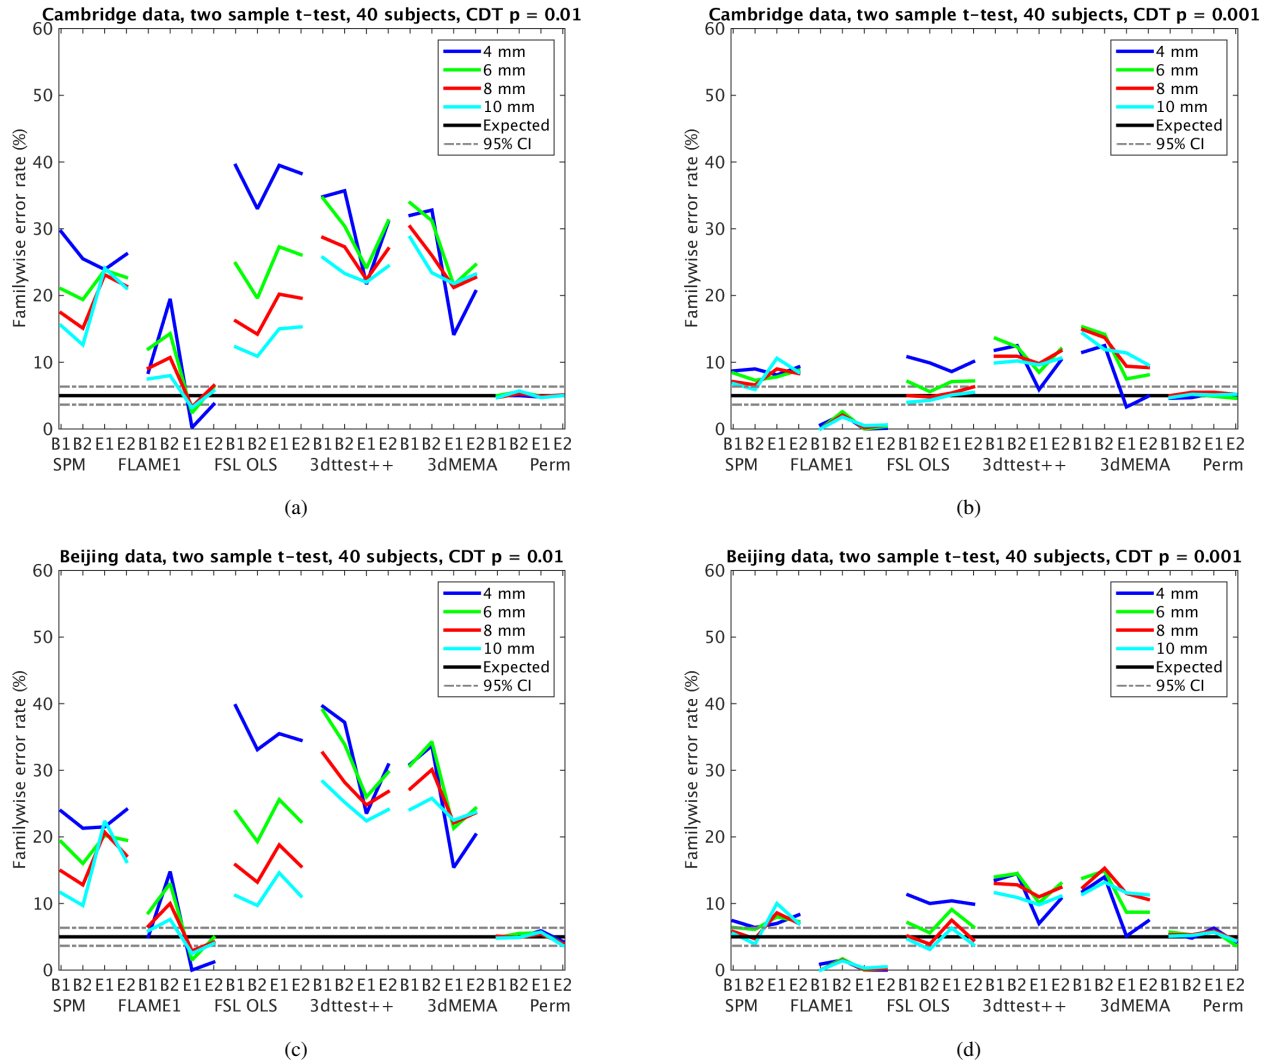 Cambridge data, two sample t-test, 40 subjects, CDT p = 0.01
60
50
40
30
20
10
0
Familywise error rate (%)
4 mm
6 mm
8 mm
10 mm
Expected
95% CI
B1 B2 E1 E2 B1 B2 E1 E2 B1 B2 E1 E2 B1 B2 E1 E2 B1 B2 E1 E2 B1 B2 E1 E2
SPM FLAME1 FSL OLS 3dttest++ 3dMEMA Perm
(a)
Cambridge data, two sample t-test, 40 subjects, CDT p = 0.001
60
50
40
30
20
10
0
Familywise error rate (%)
4 mm
6 mm
8 mm
10 mm
Expected
95% CI
B1 B2 E1 E2 B1 B2 E1 E2 B1 B2 E1 E2 B1 B2 E1 E2 B1 B2 E1 E2 B1 B2 E1 E2
SPM FLAME1 FSL OLS 3dttest++ 3dMEMA Perm
(b)
Beijing data, two sample t-test, 40 subjects, CDT p = 0.01
60
50
40
30
20
10
0
Familywise error rate (%)
4 mm
6 mm
8 mm
10 mm
Expected
95% CI
B1 B2 E1 E2 B1 B2 E1 E2 B1 B2 E1 E2 B1 B2 E1 E2 B1 B2 E1 E2 B1 B2 E1 E2
SPM FLAME1 FSL OLS 3dttest++ 3dMEMA Perm
(c)
Beijing data, two sample t-test, 40 subjects, CDT p = 0.001
60
50
40
30
20
10
0
Familywise error rate (%)
4 mm
6 mm
8 mm
10 mm
Expected
95% CI
B1 B2 E1 E2 B1 B2 E1 E2 B1 B2 E1 E2 B1 B2 E1 E2 B1 B2 E1 E2 B1 B2 E1 E2
SPM FLAME1 FSL OLS 3dttest++ 3dMEMA Perm
(d)